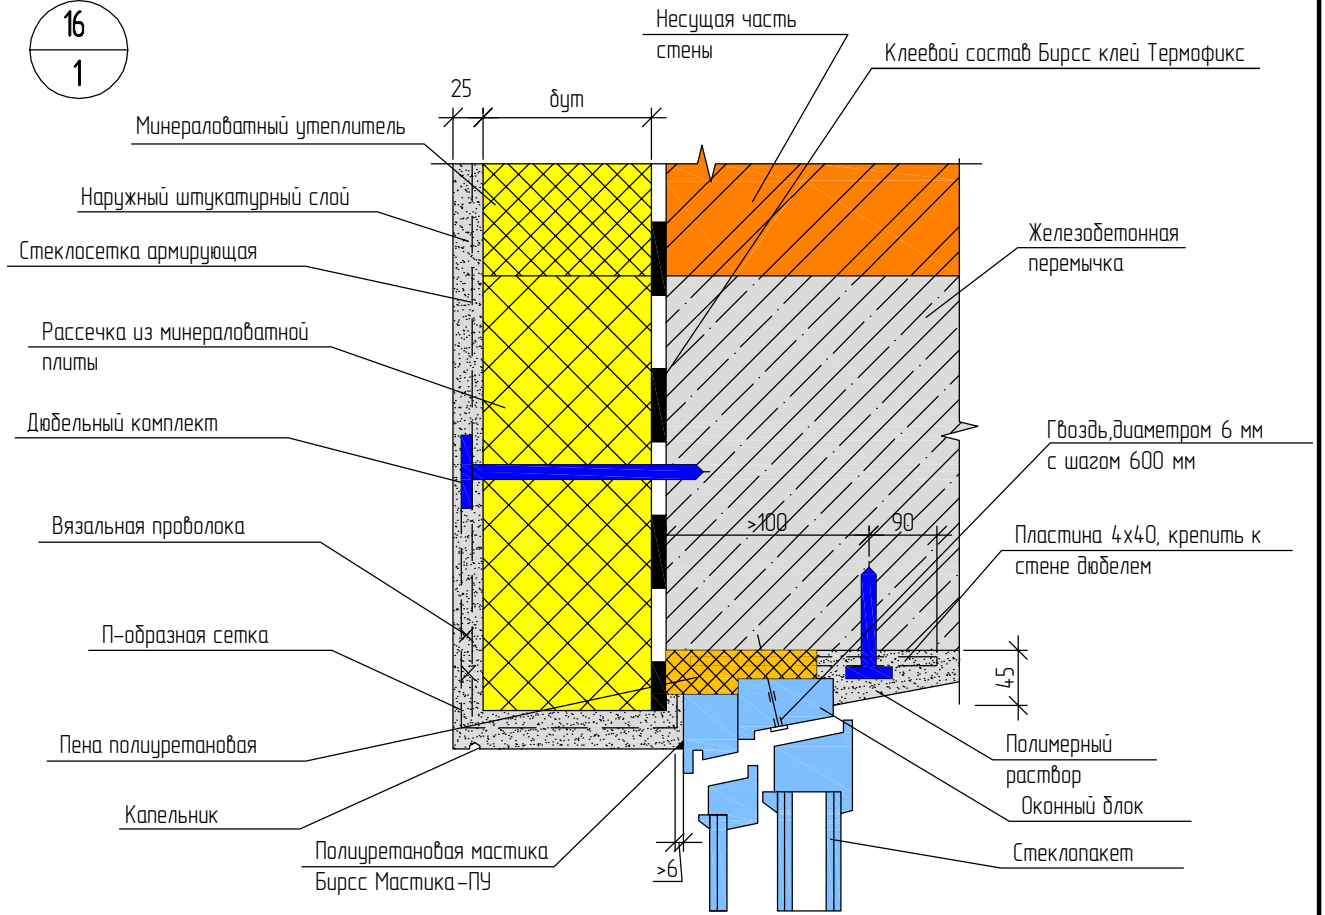 16
1
Несущая часть
стены
Клеевой состав Бирсс клей Термофикс
25
бут
Минераловатный утеплитель
Наружный штукатурный слой
Стеклосетка армирующая
Железобетонная
перемычка
Рассечка из минераловатной
плиты
Дюбельный комплект
Гвоздь,диаметром 6 мм
с шагом 600 мм
Вязальная проволока
>100
90
Пластина 4х40, крепить к
стене дюбелем
П-образная сетка
45
Пена полиуретановая
Полимерный
раствор
Капельник
Оконный блок
Полиуретановая мастика
Бирсс Мастика-ПУ
>6
Стеклопакет